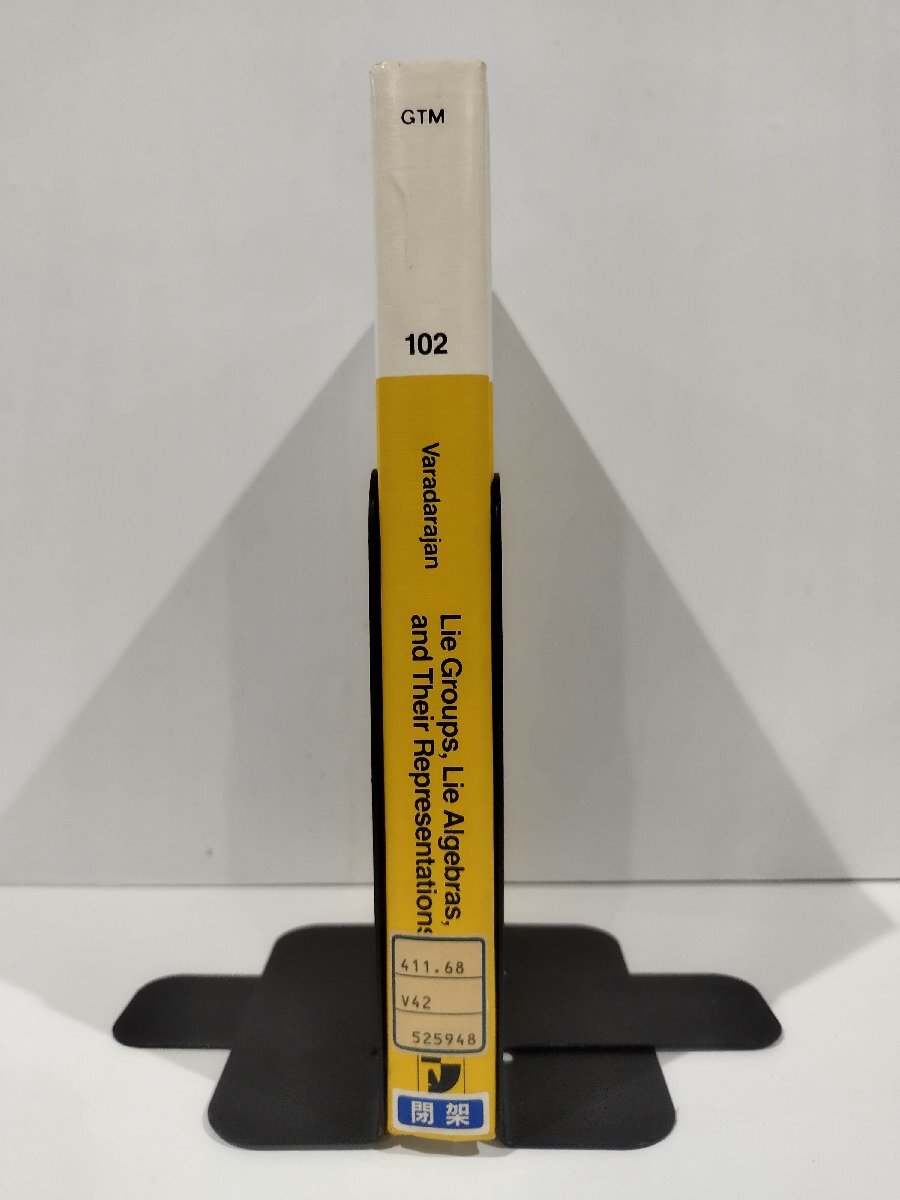 GTM
102
Varadarajan
Lie Groups, Lie Algebras,
and Their Representations
411.68
V42
525948
閉架